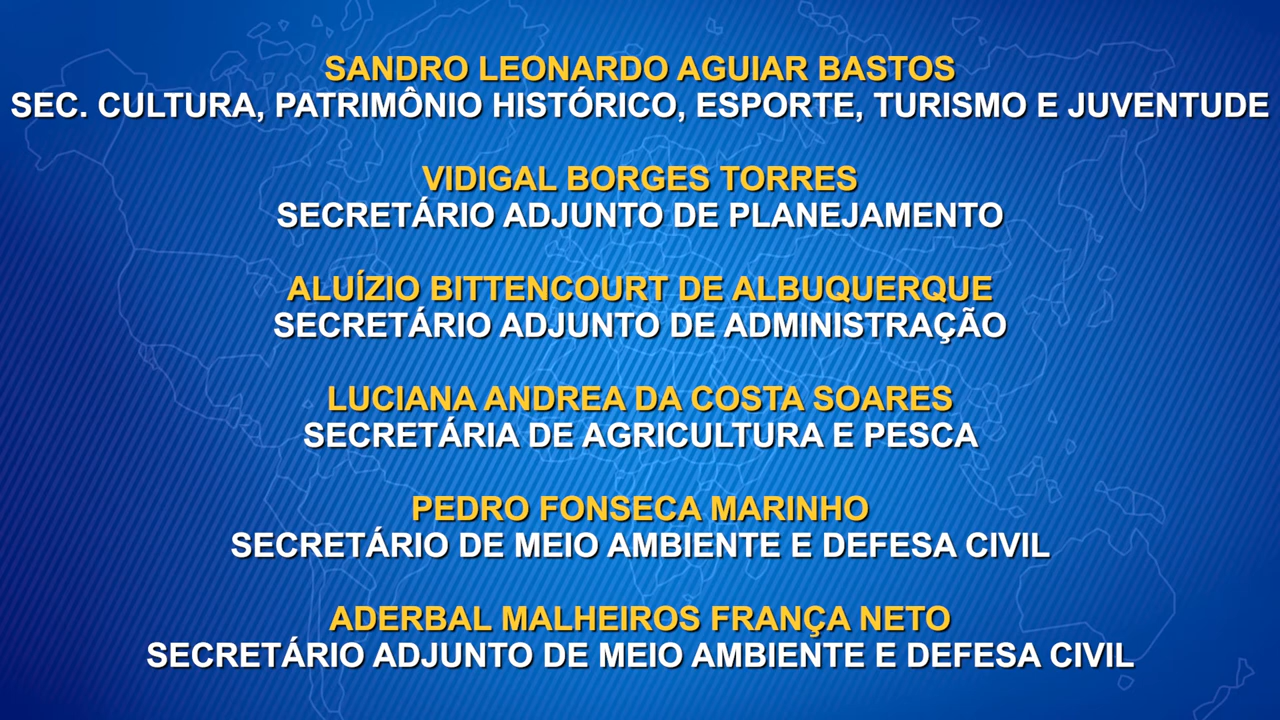 SANDRO LEONARDO AGUIAR BASTOS
SEC. CULTURA, PATRIMÔNIO HISTÓRICO, ESPORTE, TURISMO E JUVENTUDE
VIDIGAL BORGES TORRES
SECRETÁRIO ADJUNTO DE PLANEJAMENTO
ALUÍZIO BITTENCOURT DE ALBUQUERQUE
SECRETÁRIO ADJUNTO DE ADMINISTRAÇÃO
LUCIANA ANDREA DA COSTA SOARES
SECRETÁRIA DE AGRICULTURA E PESCA
PEDRO FONSECA MARINHO
SECRETÁRIO DE MEIO AMBIENTE E DEFESA CIVIL
ADERBAL MALHEIROS FRANÇA NETO
SECRETÁRIO ADJUNTO DE MEIO AMBIENTE E DEFESA CIVIL